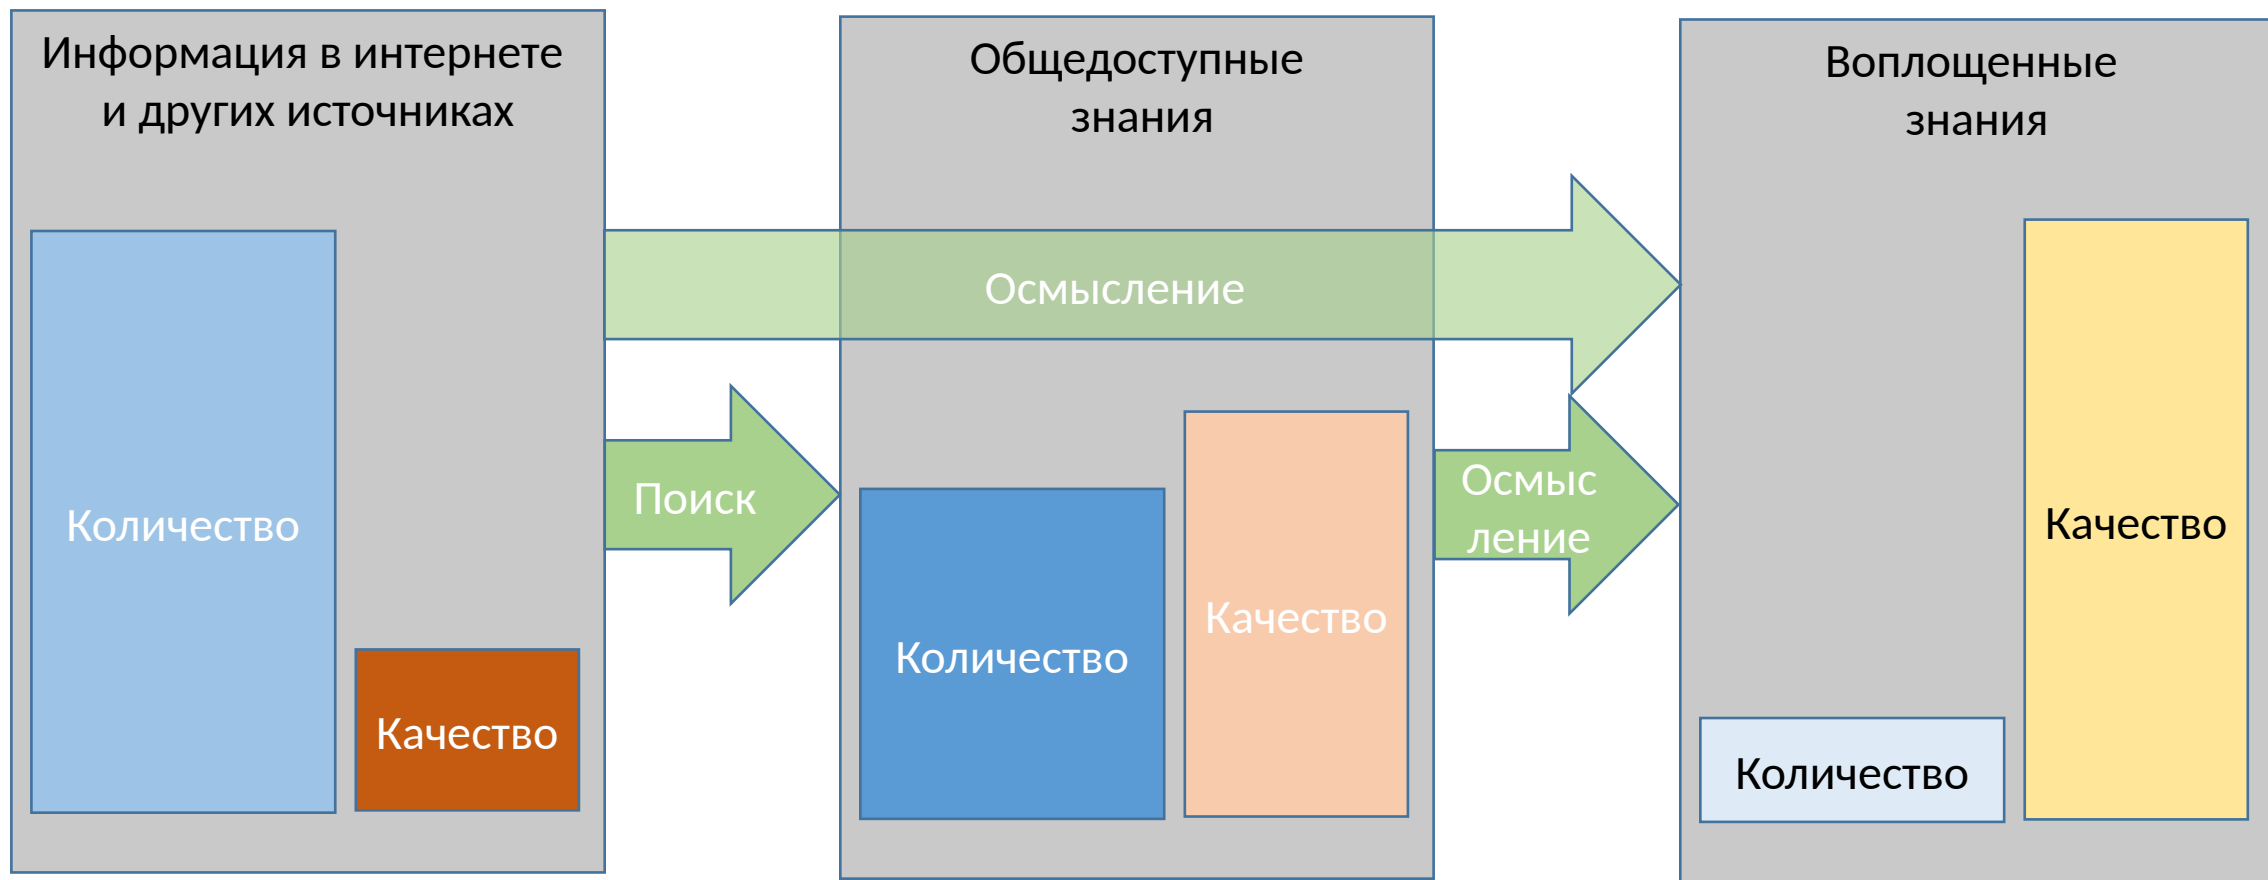 Информация в интернете
и других источниках
Количество
Качество
Поиск
Общедоступные
знания
Осмысление
Количество
Качество
Осмыс
ление
Воплощенные
знания
Количество
Качество